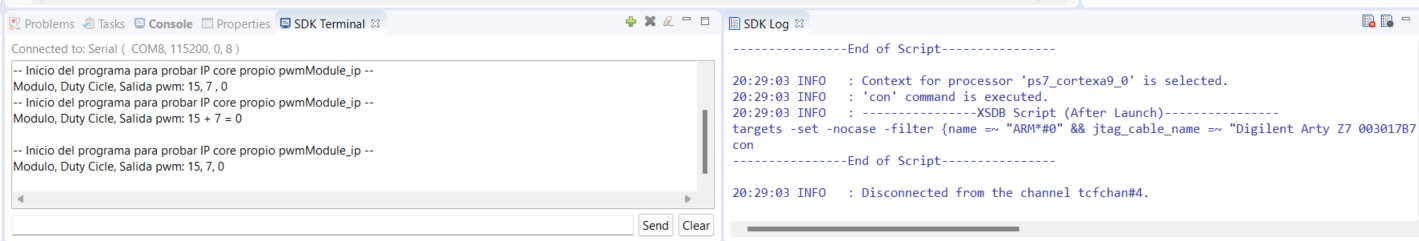 Problems Tasks Console Properties SDK Terminal
Connected to: Serial ( COM8, 115200, 0, 8 )
-- Inicio del programa para probar IP core propio pwmModule_ip --
Modulo, Duty Cicle, Salida pwm: 15, 7 , 0
-- Inicio del programa para probar IP core propio pwmModule_ip --
Modulo, Duty Cicle, Salida pwm: 15 + 7 = 0
-- Inicio del programa para probar IP core propio pwmModule_ip --
Modulo, Duty Cicle, Salida pwm: 15, 7, 0
Send Clear
SDK Log
----------------End of Script----------------
20:29:03 INFO : Context for processor 'ps7_cortexa9_0' is selected.
20:29:03 INFO : 'con' command is executed.
20:29:03 INFO : ----------------XSDB Script (After Launch)----------------
targets -set -nocase -filter {name =~ "ARM*#0" && jtag_cable_name =~ "Digilent Arty Z7 003017B7
con
----------------End of Script----------------
20:29:03 INFO : Disconnected from the channel tcfchan#4.